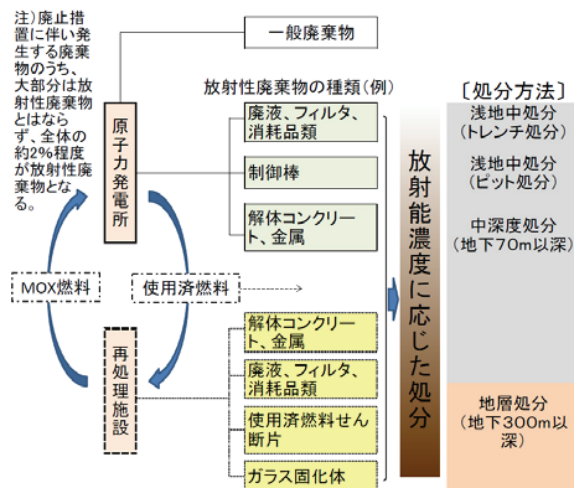 注）廃止措
置に伴い発
生する廃棄
物のうち、
大部分は放
射性廃棄物
とはなら
ず、全体の
約2%程度
が放射性廃
棄物とな
る。
一般廃棄物
放射性廃棄物の種類（例）
原子力発電所
廃液、フィルタ、
消耗品類
制御棒
解体コンクリー
ト、金属
MOX燃料
使用済燃料
再処理施設
解体コンクリー
ト、金属
廃液、フィルタ、
消耗品類
使用済燃料せん
断片
ガラス固化体
放射能濃度に応じた処分
〔処分方法〕
浅地中処分
（トレンチ処分）
浅地中処分
（ピット処分）
中深度処分
（地下70m以深）
地層処分
（地下300m以
深）